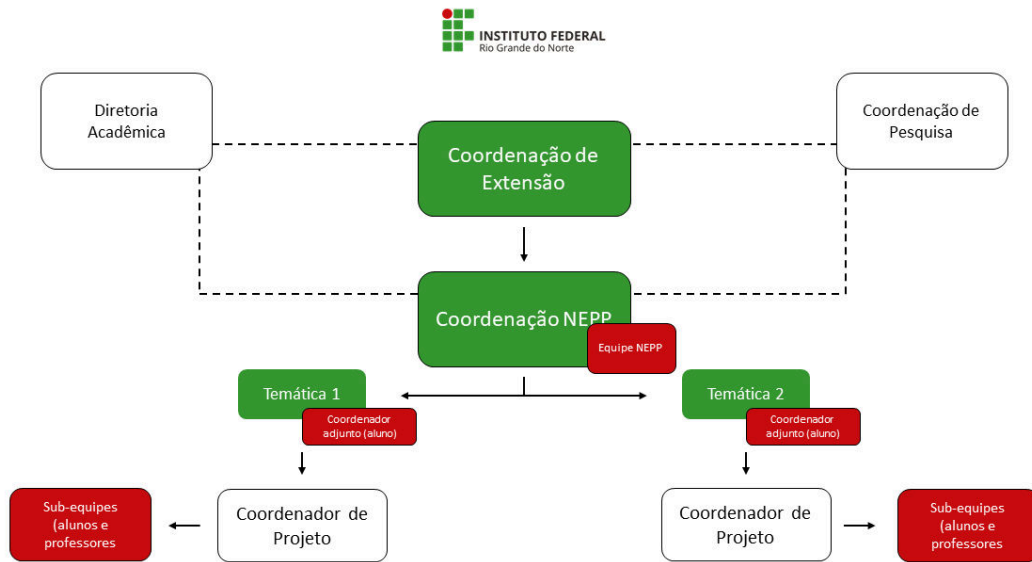 INSTITUTO FEDERAL
Rio Grande do Norte
Diretoria
Acadêmica
Coordenação de
Extensão
Coordenação de
Pesquisa
Coordenação NEPP
Equipe NEPP
Temática 1
Coordenador
adjunto (aluno)
Temática 2
Coordenador
adjunto (aluno)
Sub-equipes
(alunos e
professores
Coordenador de
Projeto
Coordenador de
Projeto
Sub-equipes
(alunos e
professores